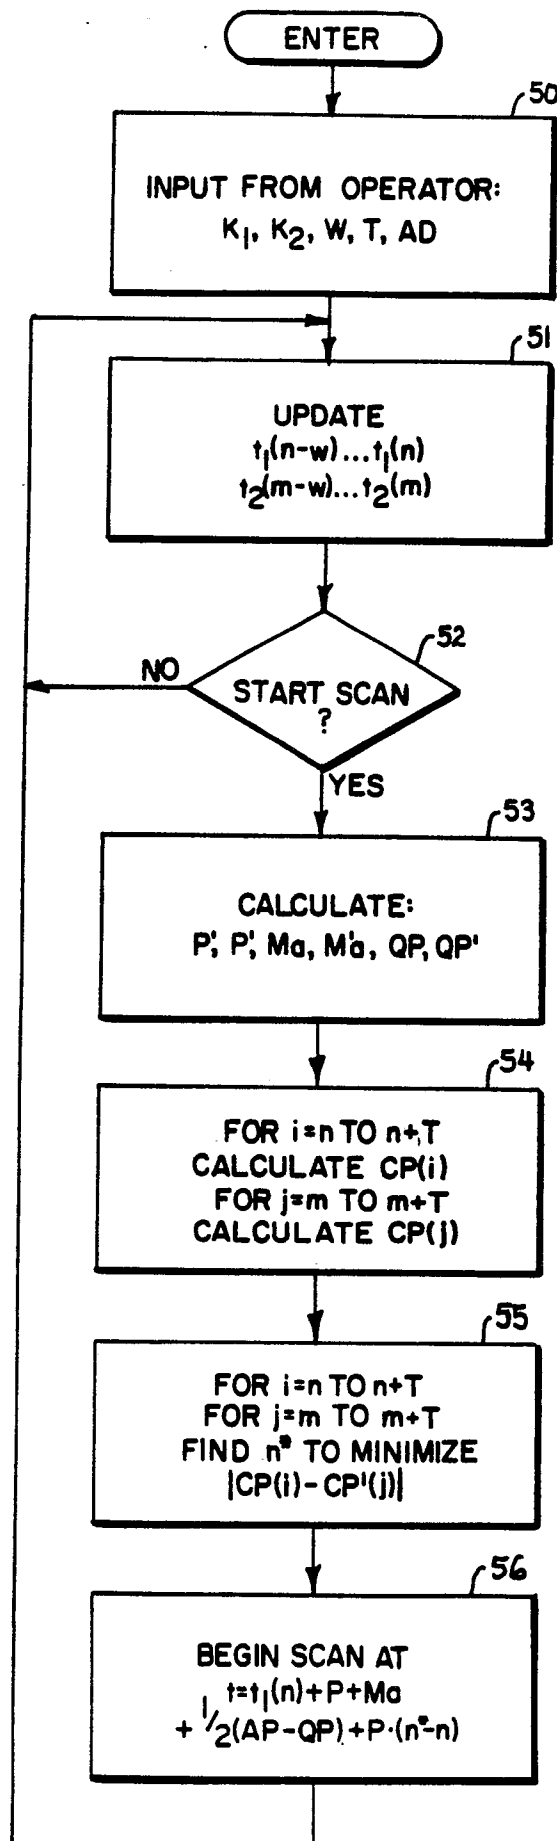 ENTER
50
INPUT FROM OPERATOR:
K₁, K₂, W, T, AD
51
UPDATE
t₁(n-w)...t₁(n)
t₂(m-w)...t₂(m)
52
NO
START SCAN
?
YES
53
CALCULATE:
P', P', Ma, M'a, QP, QP'
54
FOR i=n TO n+T
CALCULATE CP(i)
FOR j=m TO m+T
CALCULATE CP(j)
55
FOR i=n TO n+T
FOR j=m TO m+T
FIND n* TO MINIMIZE
|CP(i)-CP'(j)|
56
BEGIN SCAN AT
t=t₁(n)+P+Ma
+ 1/2(AP-QP)+P·(n*-n)